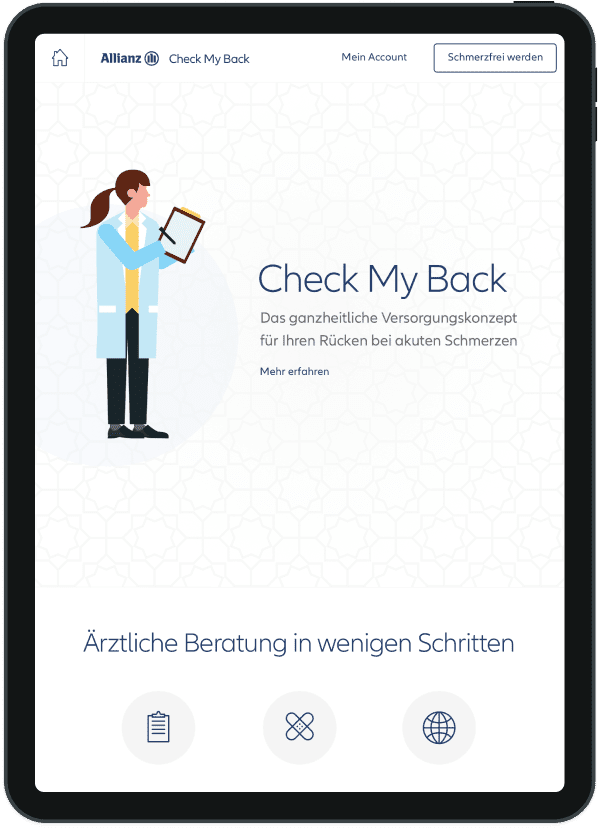 Allianz Check My Back Mein Account Schmerzfrei werden
Check My Back
Das ganzheitliche Versorgungskonzept
für Ihren Rücken bei akuten Schmerzen
Mehr erfahren
Ärztliche Beratung in wenigen Schritten